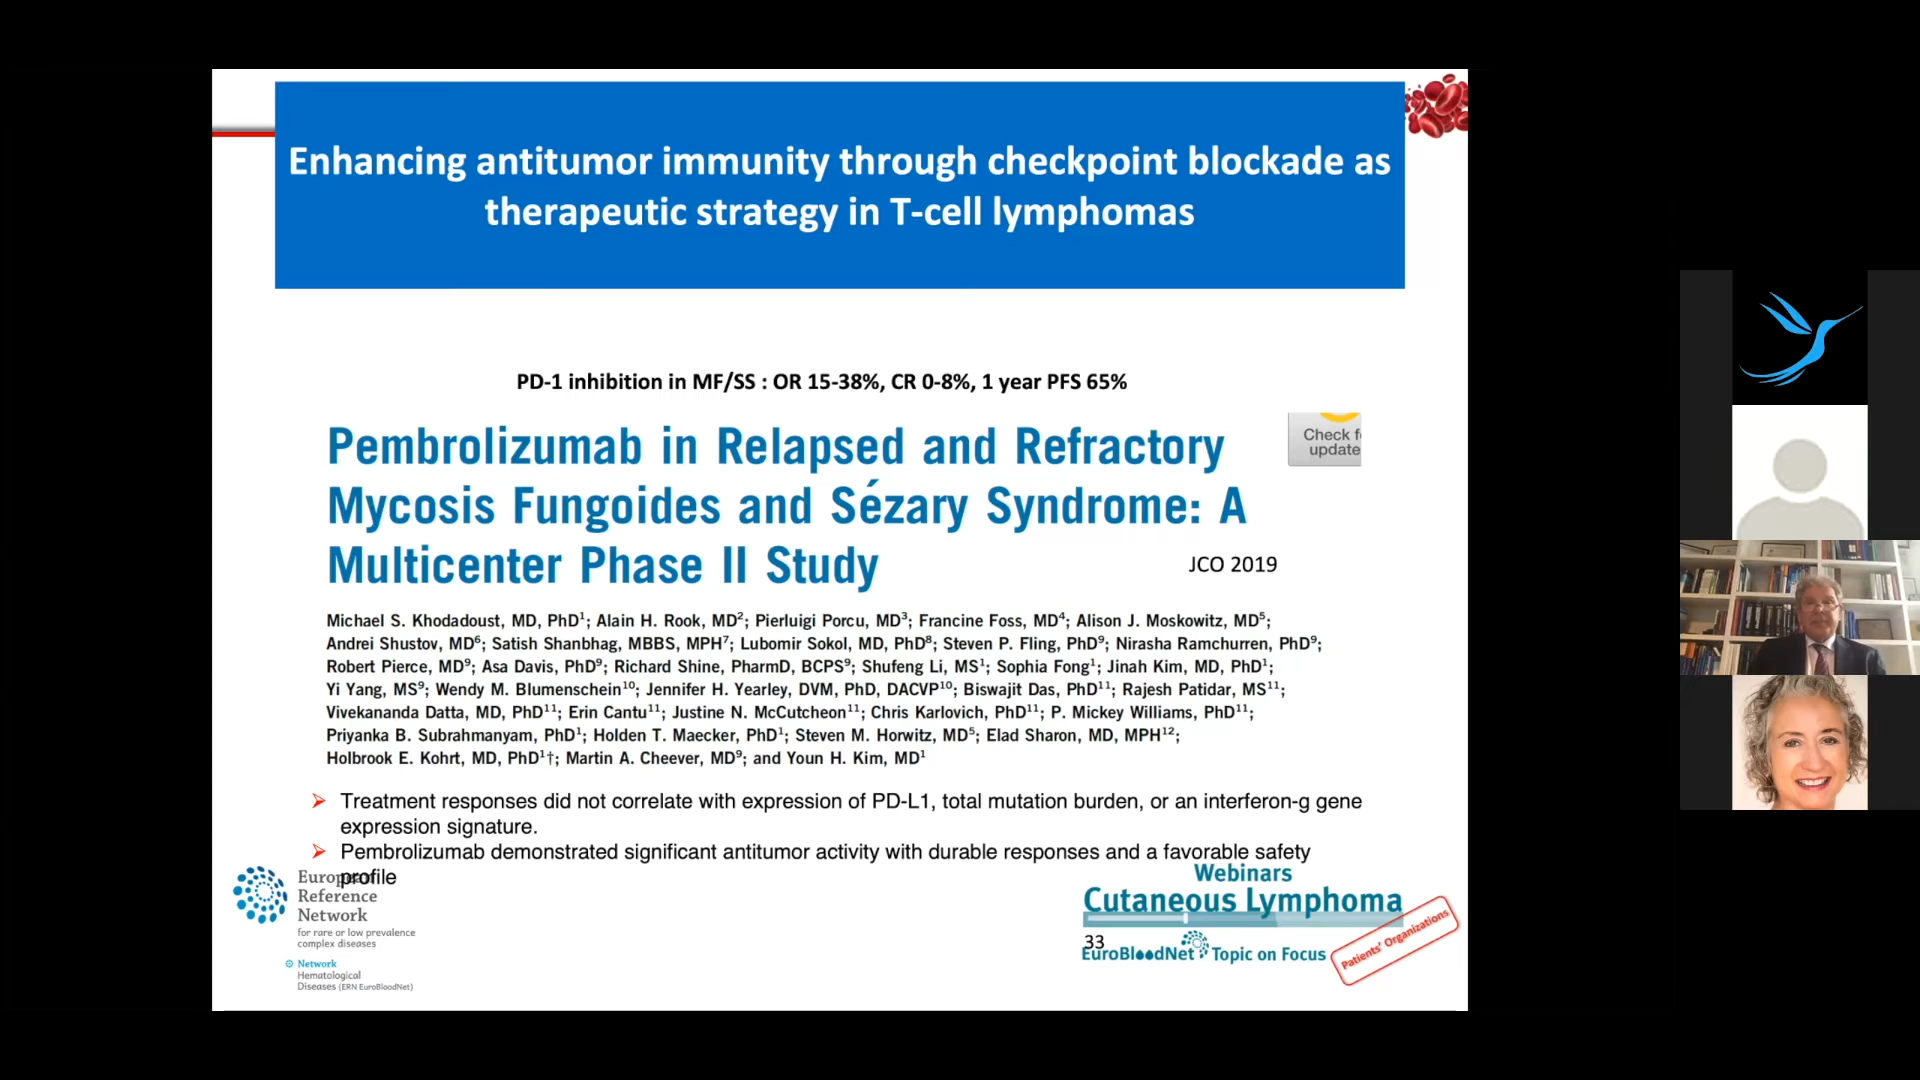 Enhancing antitumor immunity through checkpoint blockade as
therapeutic strategy in T-cell lymphomas
PD-1 inhibition in MF/SS : OR 15-38%, CR 0-8%, 1 year PFS 65%
Pembrolizumab in Relapsed and Refractory
Mycosis Fungoides and Sézary Syndrome: A
Multicenter Phase II Study
Check f
update
JCO 2019
Michael S. Khodadoust, MD, PhD¹; Alain H. Rook, MD²; Pierluigi Porcu, MD³; Francine Foss, MD⁴; Alison J. Moskowitz, MD⁵;
Andrei Shustov, MD⁶; Satish Shanbhag, MBBS, MPH⁷; Lubomir Sokol, MD, PhD⁸; Steven P. Fling, PhD⁹; Nirasha Ramchurren, PhD⁹;
Robert Pierce, MD⁹; Asa Davis, PhD⁹; Richard Shine, PharmD, BCPS⁹; Shufeng Li, MS¹; Sophia Fong¹; Jinah Kim, MD, PhD¹;
Yi Yang, MS⁹; Wendy M. Blumenschein¹⁰; Jennifer H. Yearley, DVM, PhD, DACVP¹⁰; Biswajit Das, PhD¹¹; Rajesh Patidar, MS¹¹;
Vivekananda Datta, MD, PhD¹¹; Erin Cantu¹¹; Justine N. McCutcheon¹¹; Chris Karlovich, PhD¹¹; P. Mickey Williams, PhD¹¹;
Priyanka B. Subrahmanyam, PhD¹; Holden T. Maecker, PhD¹; Steven M. Horwitz, MD⁵; Elad Sharon, MD, MPH¹²;
Holbrook E. Kohrt, MD, PhD¹†; Martin A. Cheever, MD⁹; and Youn H. Kim, MD¹
➤ Treatment responses did not correlate with expression of PD-L1, total mutation burden, or an interferon-g gene
expression signature.
➤ Pembrolizumab demonstrated significant antitumor activity with durable responses and a favorable safety
profile
European
Reference
Network
for rare or low prevalence
complex diseases
Network
Hematological
Diseases (ERN EuroBloodNet)
Webinars
Cutaneous Lymphoma
33
EuroBloodNet Topic on Focus
Patients' Organizations